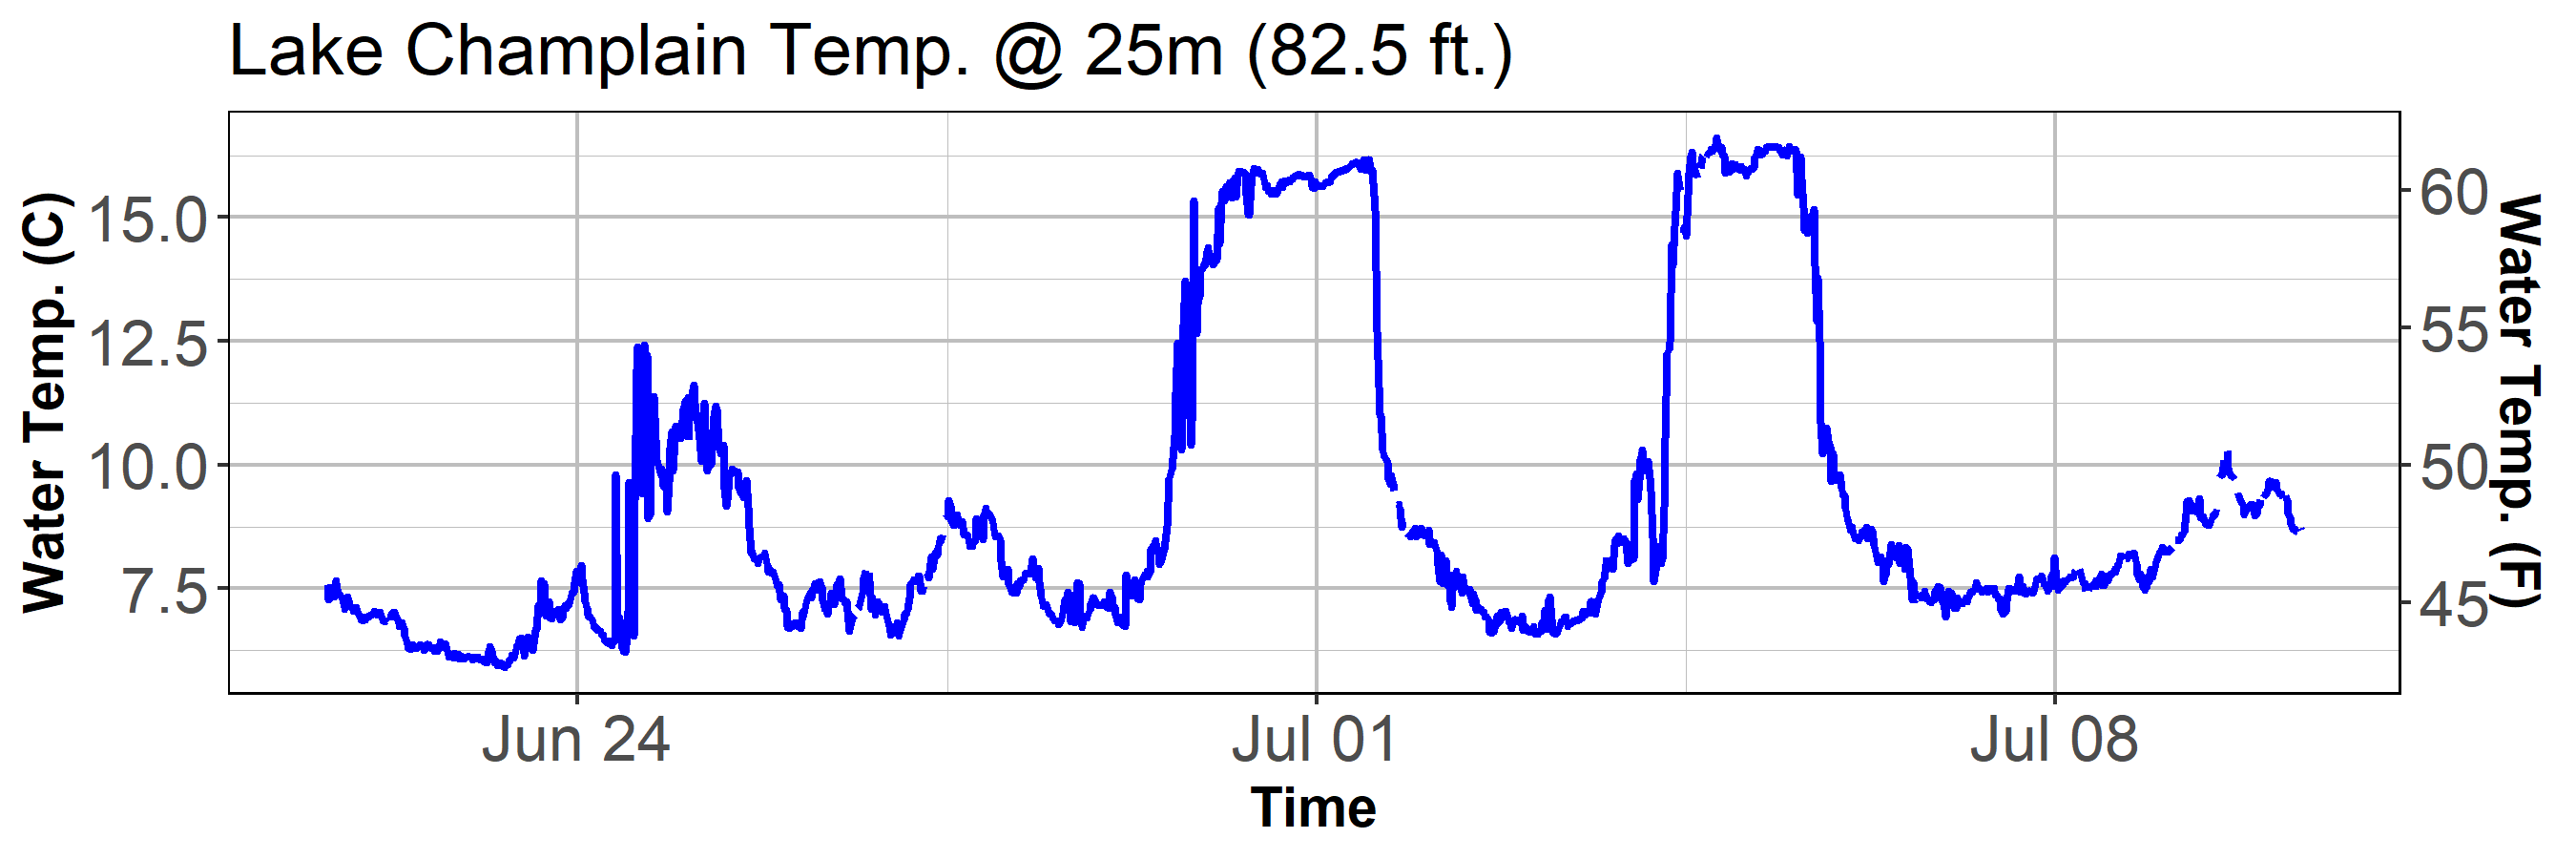 Lake Champlain Temp. @ 25m (82.5 ft.)
Water Temp. (C)
15.0
12.5
10.0
7.5
60
55
50
45
Water Temp. (F)
Jun 24
Jul 01
Jul 08
Time